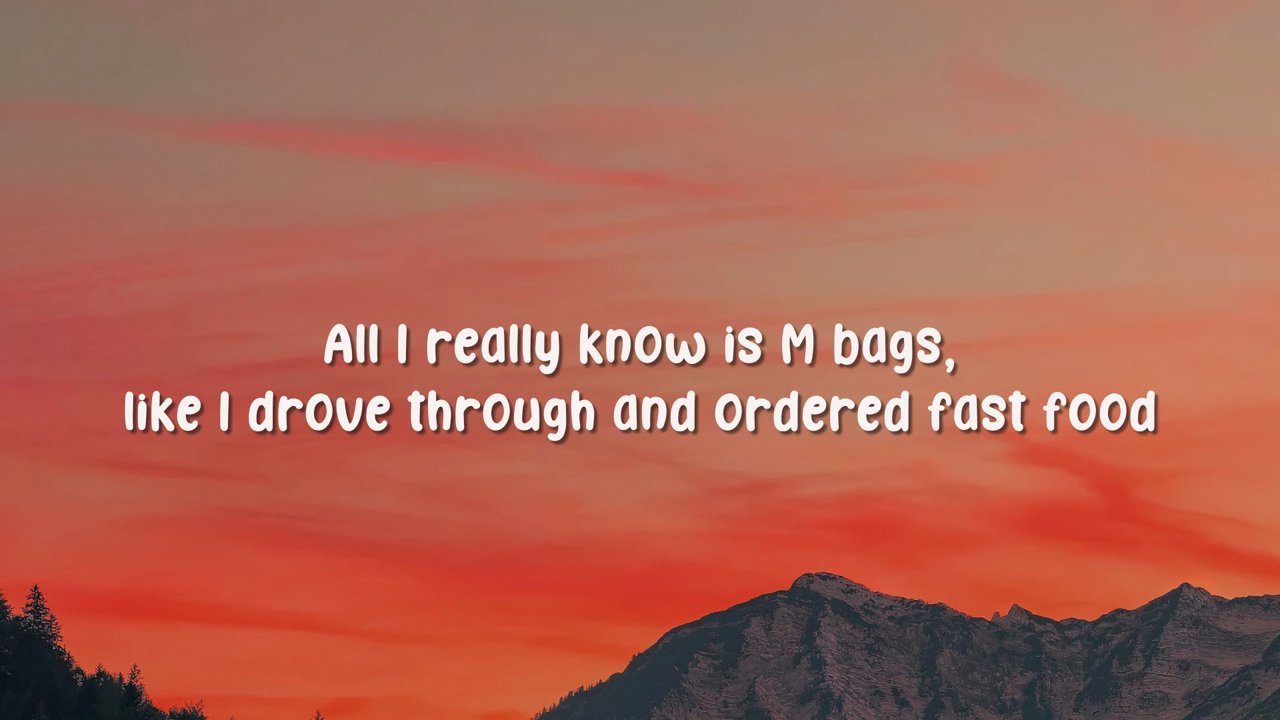 All I really know is M bags,
like I drove through and ordered fast food